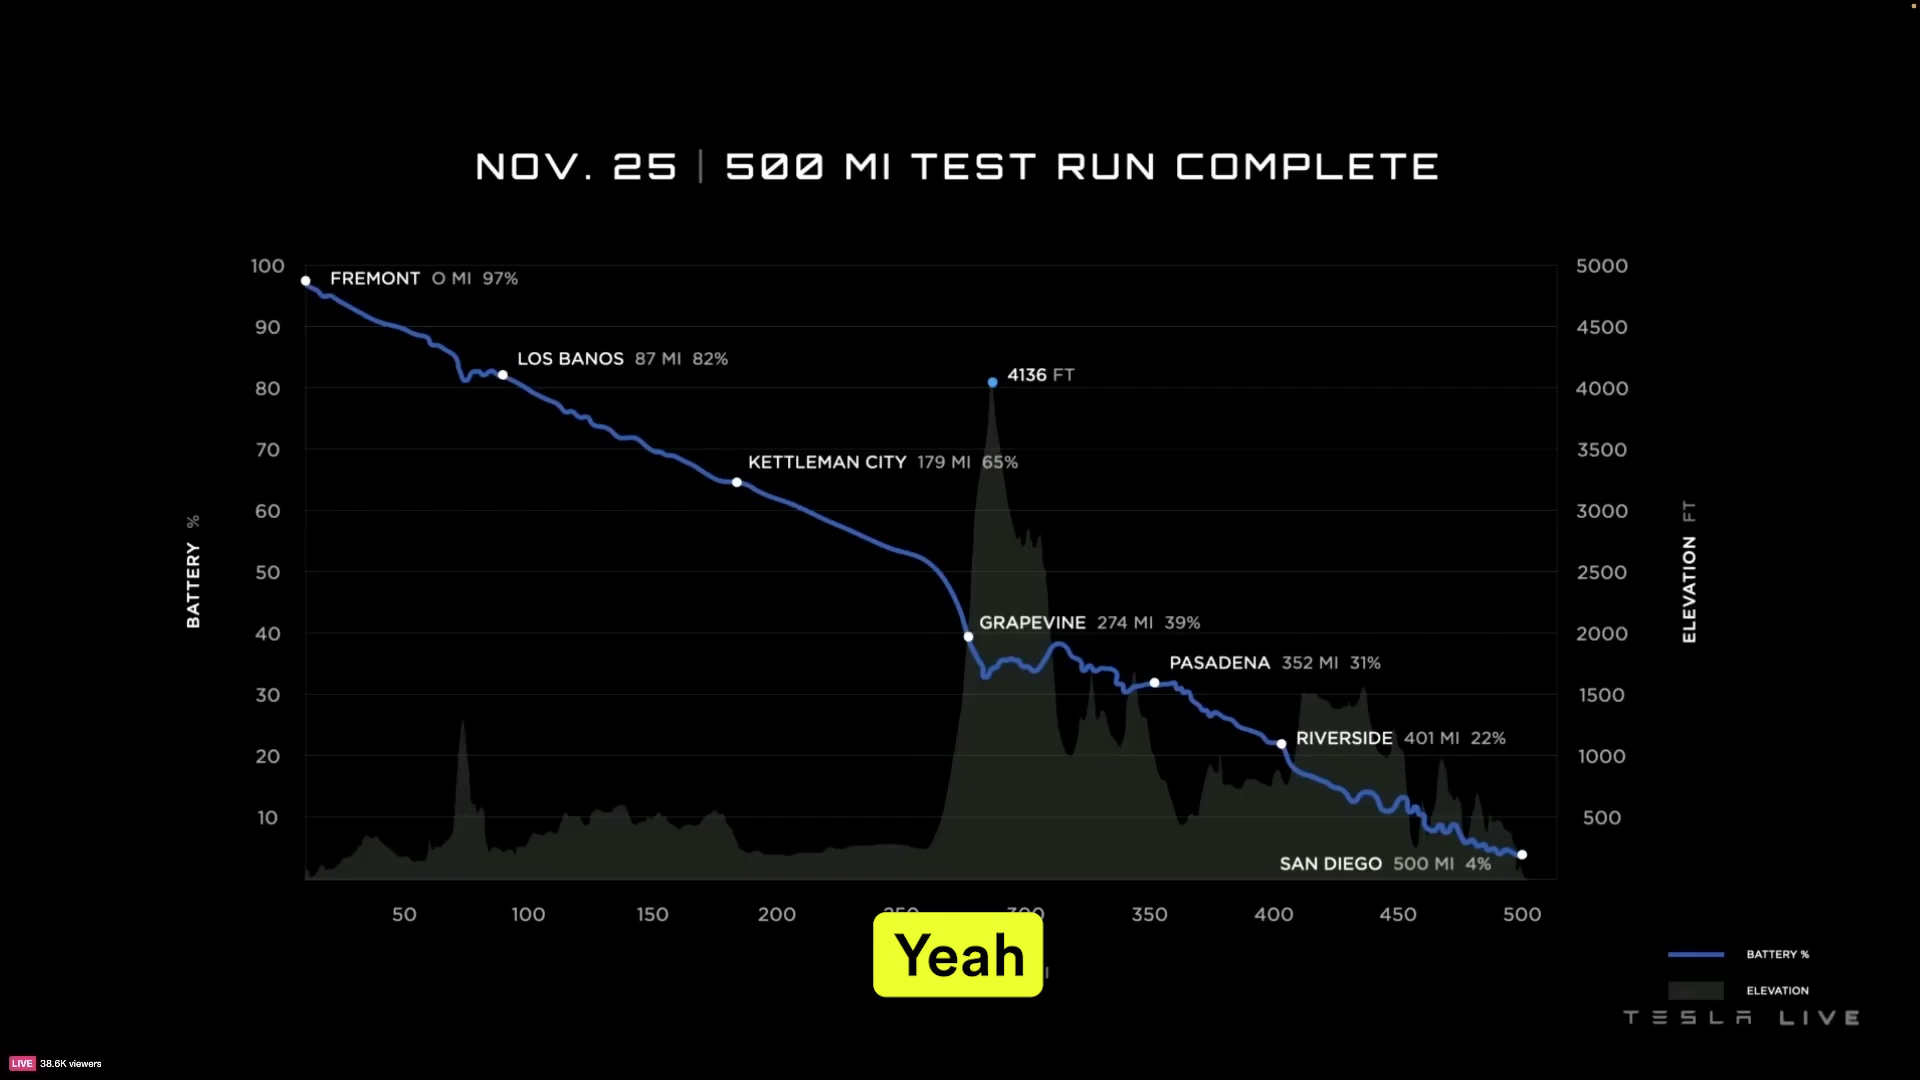 NOV. 25 | 500 MI TEST RUN COMPLETE
100
5000
FREMONT O MI 97%
90
4500
LOS BANOS 87 MI 82%
80
4136 FT
4000
70
3500
KETTLEMAN CITY 179 MI 65%
60
3000
BATTERY %
ELEVATION FT
50
2500
GRAPEVINE 274 MI 39%
40
2000
PASADENA 352 MI 31%
30
1500
RIVERSIDE 401 MI 22%
20
1000
10
500
SAN DIEGO 500 MI 4%
50 100 150 200 250 300 350 400 450 500
Yeah
BATTERY %
ELEVATION
TESLA LIVE
LIVE 38.6K viewers